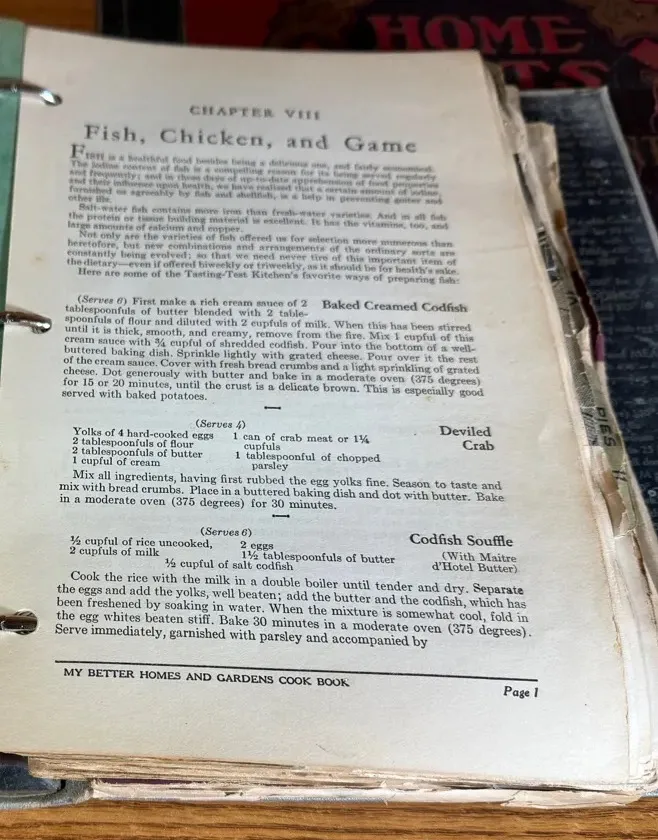 HOME
CHAPTER VIII
Fish, Chicken, and Game
FISH is a healthful food besides being a delicious one, and fairly economical.
The iodine content of fish is a compelling reason for its being served regularly
and frequently; and in these days of up-to-date apprehension of food properties
and their influence upon health, we have realized that a certain amount of iodine,
furnished so agreeably by fish and shellfish, is a help in preventing goiter and
other ills.
Salt-water fish contains more iron than fresh-water varieties. And in all fish
the protein or tissue building material is excellent. It has the vitamins, too, and
large amounts of calcium and copper.
Not only are the varieties of fish offered us for selection more numerous than
heretofore, but new combinations and arrangements of the ordinary sorts are
constantly being evolved; so that we need never tire of this important item of
the dietary—even if offered biweekly or triweekly, as it should be for health's sake.
Here are some of the Tasting-Test Kitchen's favorite ways of preparing fish:
(Serves 6) First make a rich cream sauce of 2 Baked Creamed Codfish
tablespoonfuls of butter blended with 2 table-
spoonfuls of flour and diluted with 2 cupfuls of milk. When this has been stirred
until it is thick, smooth, and creamy, remove from the fire. Mix 1 cupful of this
cream sauce with ¾ cupful of shredded codfish. Pour into the bottom of a well-
buttered baking dish. Sprinkle lightly with grated cheese. Pour over it the rest
of the cream sauce. Cover with fresh bread crumbs and a light sprinkling of grated
cheese. Dot generously with butter and bake in a moderate oven (375 degrees)
for 15 or 20 minutes, until the crust is a delicate brown. This is especially good
served with baked potatoes.
(Serves 4)
Deviled
Crab
Yolks of 4 hard-cooked eggs
2 tablespoonfuls of flour
2 tablespoonfuls of butter
1 cupful of cream
1 can of crab meat or 1¼
cupfuls
1 tablespoonful of chopped
parsley
Mix all ingredients, having first rubbed the egg yolks fine. Season to taste and
mix with bread crumbs. Place in a buttered baking dish and dot with butter. Bake
in a moderate oven (375 degrees) for 30 minutes.
(Serves 6)
Codfish Souffle
(With Maitre
d'Hotel Butter)
½ cupful of rice uncooked,
2 cupfuls of milk
2 eggs
1½ tablespoonfuls of butter
½ cupful of salt codfish
Cook the rice with the milk in a double boiler until tender and dry. Separate
the eggs and add the yolks, well beaten; add the butter and the codfish, which has
been freshened by soaking in water. When the mixture is somewhat cool, fold in
the egg whites beaten stiff. Bake 30 minutes in a moderate oven (375 degrees).
Serve immediately, garnished with parsley and accompanied by
MY BETTER HOMES AND GARDENS COOK BOOK
Page 1
PIES